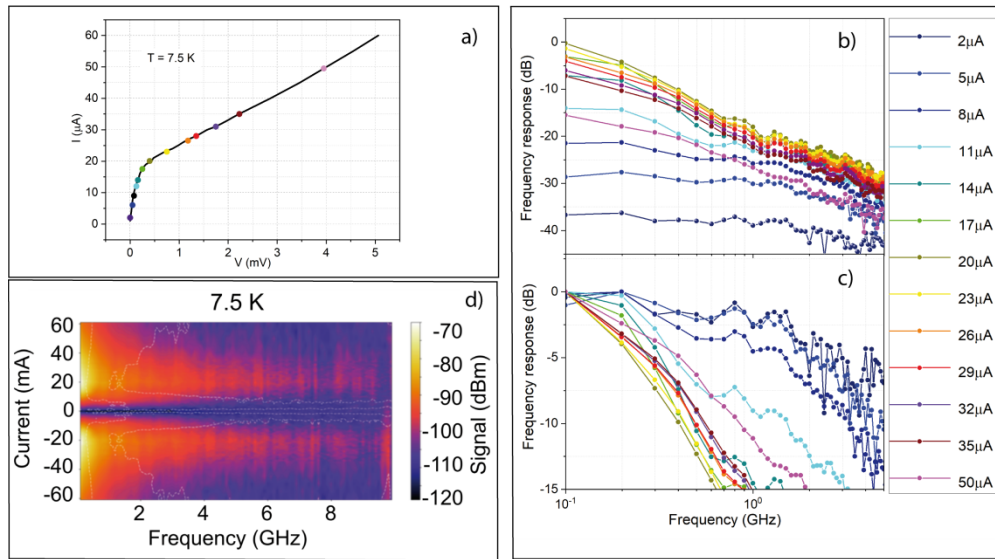 a)
T = 7.5 K
60
50
40
30
20
10
0
I (µA)
0
1
2
3
4
5
V (mV)
d)
7.5 K
60
40
20
0
-20
-40
-60
Current (mA)
2
4
6
8
Frequency (GHz)
-70
-80
-90
-100
-110
-120
Signal (dBm)
b)
0
-10
-20
-30
-40
Frequency response (dB)
c)
0
-5
-10
-15
Frequency response (dB)
10⁻¹
10⁰
Frequency (GHz)
2µA
5µA
8µA
11µA
14µA
17µA
20µA
23µA
26µA
29µA
32µA
35µA
50µA